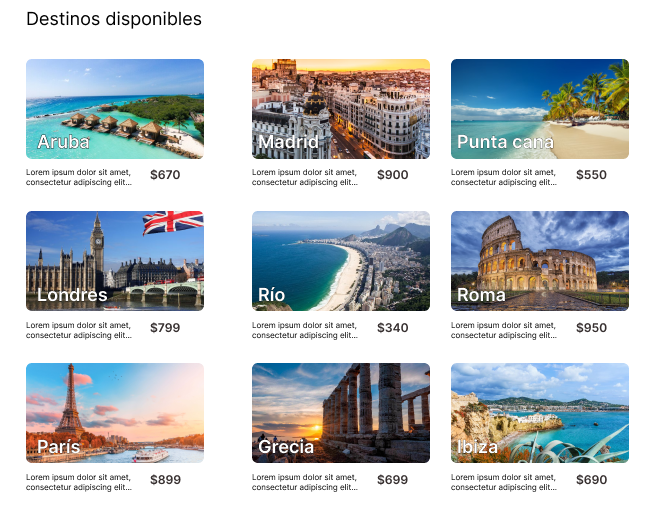 Destinos disponibles
Aruba
Madrid
Punta cana
Lorem ipsum dolor sit amet,
consectetur adipiscing elit...
$670
Lorem ipsum dolor sit amet,
consectetur adipiscing elit...
$900
Lorem ipsum dolor sit amet,
consectetur adipiscing elit...
$550
Londres
Río
Roma
Lorem ipsum dolor sit amet,
consectetur adipiscing elit...
$799
Lorem ipsum dolor sit amet,
consectetur adipiscing elit...
$340
Lorem ipsum dolor sit amet,
consectetur adipiscing elit...
$950
París
Grecia
Ibiza
Lorem ipsum dolor sit amet,
consectetur adipiscing elit...
$899
Lorem ipsum dolor sit amet,
consectetur adipiscing elit...
$699
Lorem ipsum dolor sit amet,
consectetur adipiscing elit...
$690